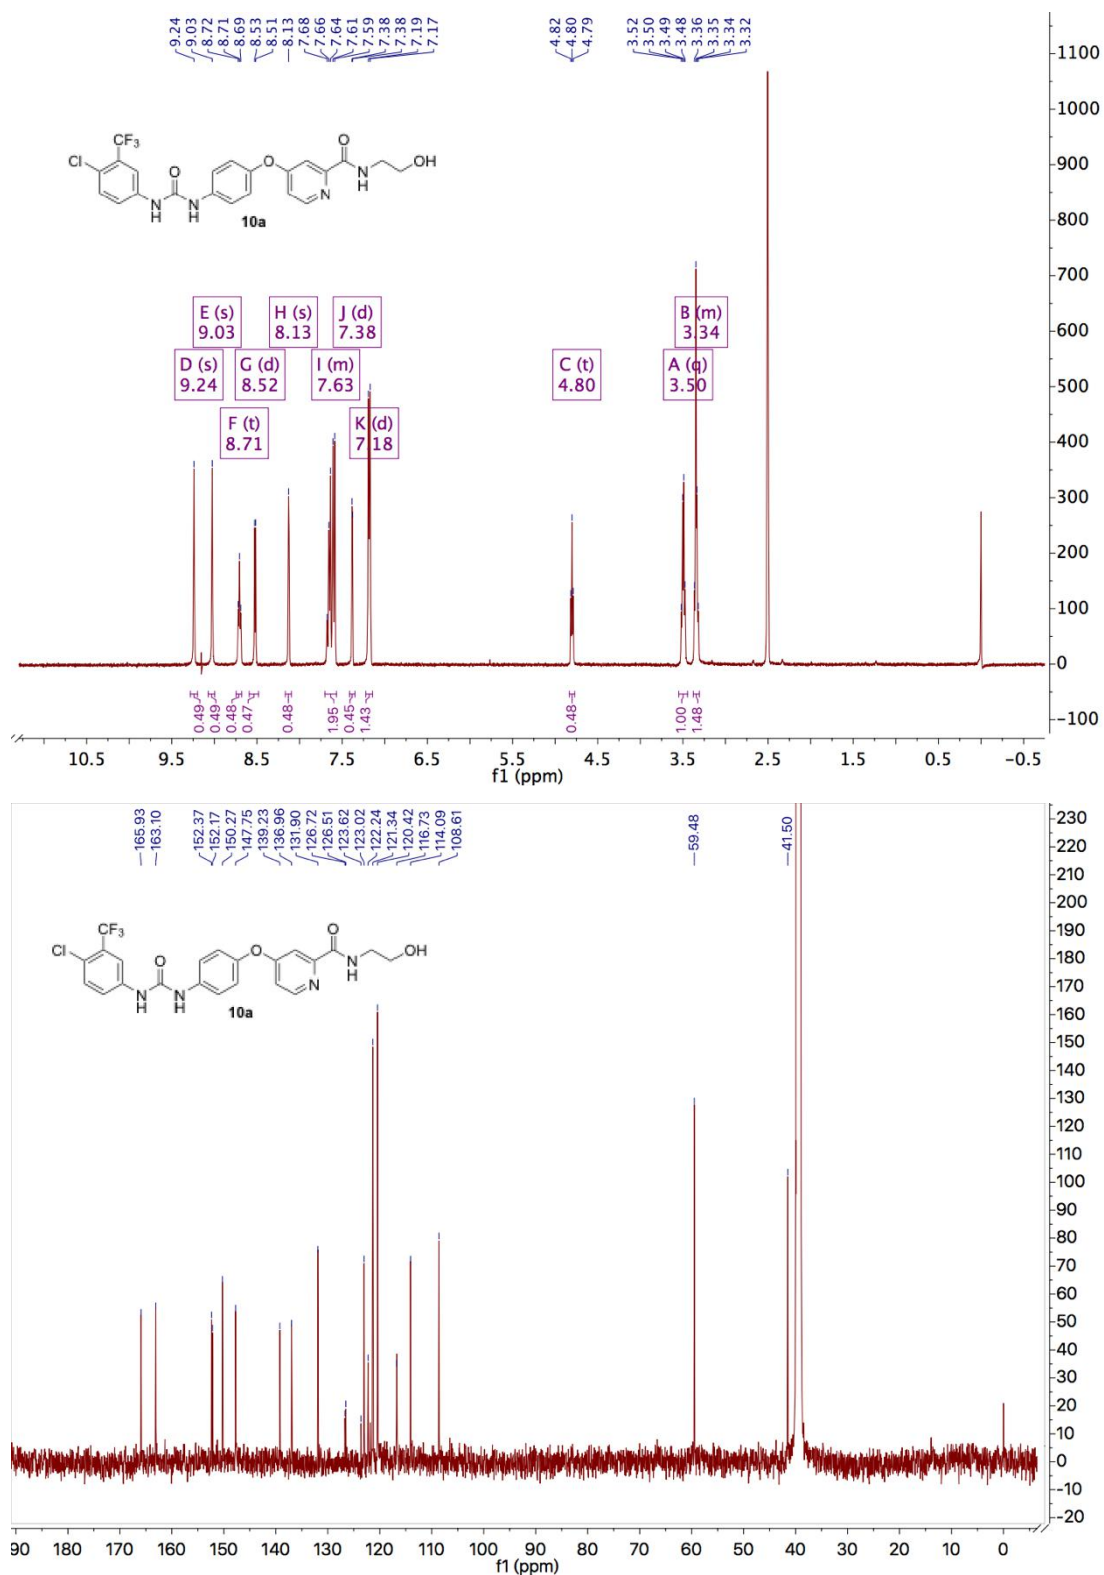 9.24
9.03
8.72
8.71
8.69
8.53
8.51
8.13
7.68
7.66
7.64
7.61
7.59
7.38
7.38
7.19
7.17
4.82
4.80
4.79
3.52
3.50
3.49
3.48
3.36
3.35
3.34
3.32
1100
1000
900
800
700
600
500
400
300
200
100
0
-100
CF3
Cl
O
N
H
N
H
O
N
O
N
H
OH
10a
E (s)
9.03
H (s)
8.13
J (d)
7.38
B (m)
3.34
D (s)
9.24
G (d)
8.52
I (m)
7.63
C (t)
4.80
A (q)
3.50
F (t)
8.71
K (d)
7.18
0.49
0.49
0.48
0.47
0.48
1.95
0.45
1.43
0.48
1.00
1.48
10.5 9.5 8.5 7.5 6.5 5.5 4.5 3.5 2.5 1.5 0.5 -0.5
f1 (ppm)
165.93
163.10
152.37
152.17
150.27
147.75
139.23
136.96
131.90
126.72
126.51
123.62
123.02
122.24
121.34
120.42
116.73
114.09
108.61
59.48
41.50
230
220
210
200
190
180
170
160
150
140
130
120
110
100
90
80
70
60
50
40
30
20
10
0
-10
-20
CF3
Cl
O
N
H
N
H
O
N
O
N
H
OH
10a
90 180 170 160 150 140 130 120 110 100 90 80 70 60 50 40 30 20 10 0
f1 (ppm)